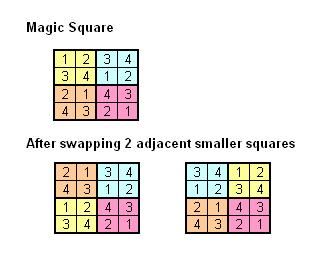 Magic Square
1 2 3 4
3 4 1 2
2 1 4 3
4 3 2 1
After swapping 2 adjacent smaller squares
2 1 3 4 3 4 1 2
4 3 1 2 1 2 3 4
1 2 4 3 2 1 4 3
3 4 2 1 4 3 2 1